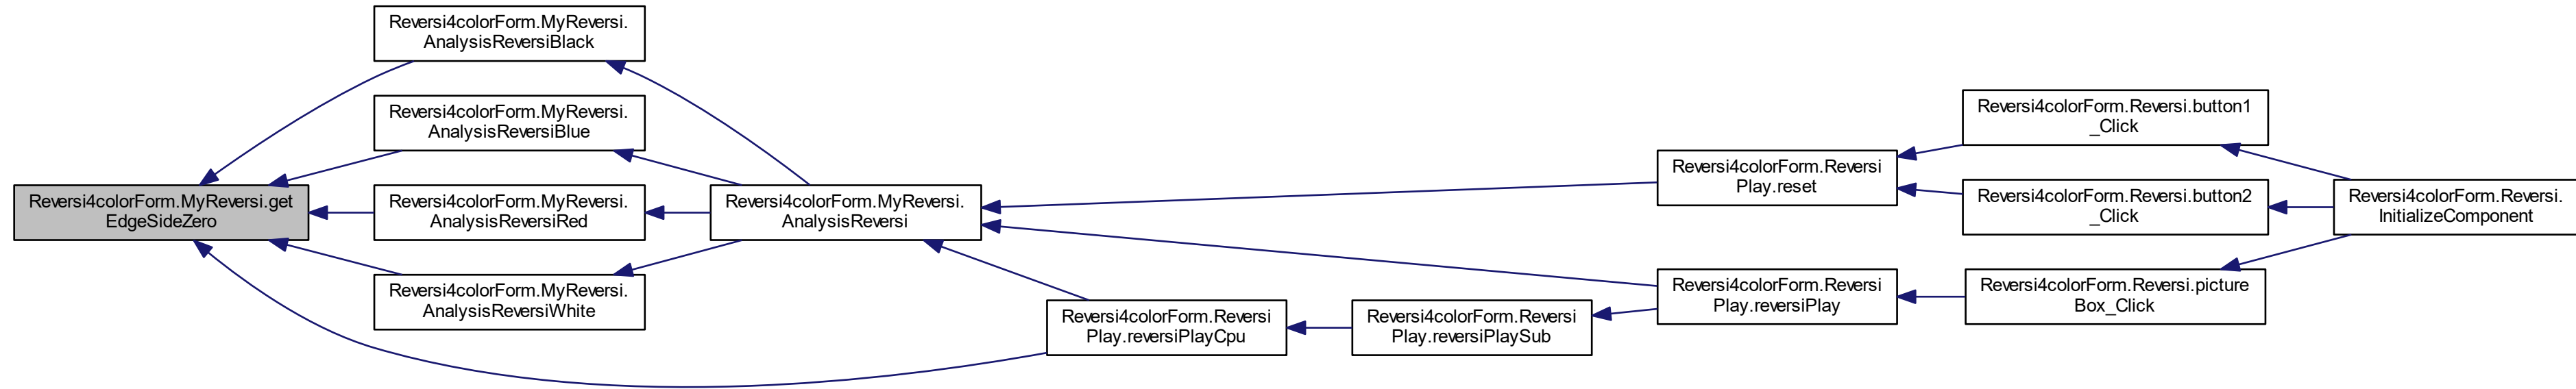 Reversi4colorForm.MyReversi.
AnalysisReversiBlack
Reversi4colorForm.MyReversi.
AnalysisReversiBlue
Reversi4colorForm.MyReversi.get
EdgeSideZero
Reversi4colorForm.MyReversi.
AnalysisReversiRed
Reversi4colorForm.MyReversi.
AnalysisReversiWhite
Reversi4colorForm.MyReversi.
AnalysisReversi
Reversi4colorForm.Reversi
Play.reversiPlayCpu
Reversi4colorForm.Reversi
Play.reversiPlaySub
Reversi4colorForm.Reversi
Play.reset
Reversi4colorForm.Reversi
Play.reversiPlay
Reversi4colorForm.Reversi.button1
_Click
Reversi4colorForm.Reversi.button2
_Click
Reversi4colorForm.Reversi.picture
Box_Click
Reversi4colorForm.Reversi.
InitializeComponent